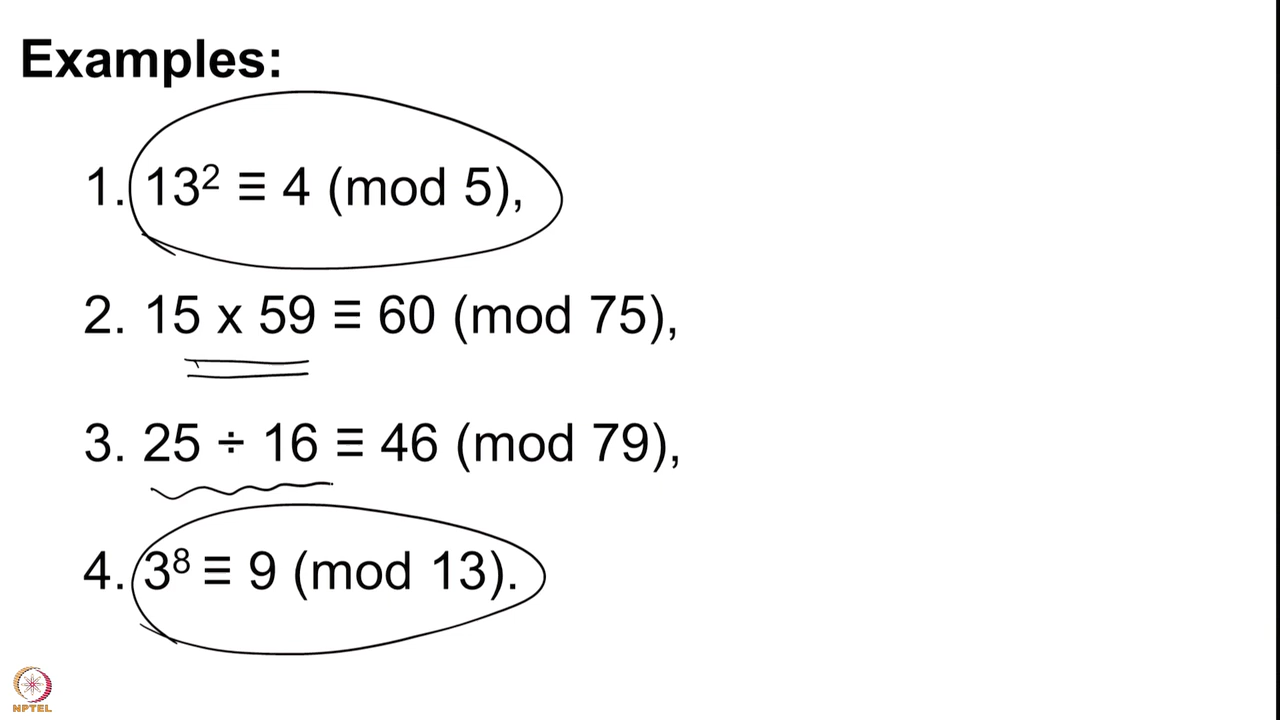 Examples:
1. 13² ≡ 4 (mod 5),
2. 15 x 59 ≡ 60 (mod 75),
3. 25 ÷ 16 ≡ 46 (mod 79),
4. 3⁸ ≡ 9 (mod 13).
NPTEL